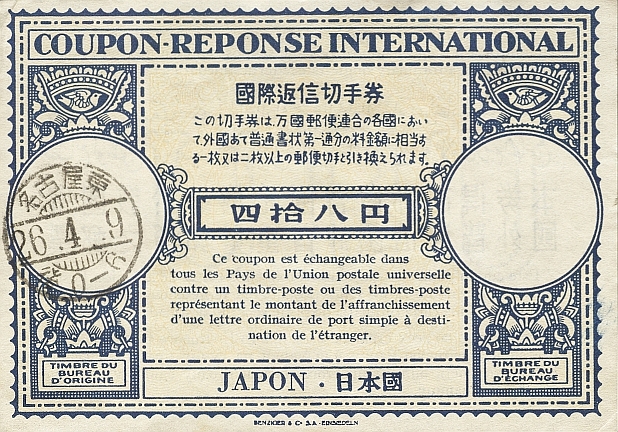 COUPON-REPONSE INTERNATIONAL
國際返信切手券
この切手券は、万國郵便連合の各國におい
て、外國あて普通書状第一通分の料金額に相当す
る一枚又は二枚以上の郵便切手と引き換えられます。
名古屋東
26.4.9
四拾八円
Ce coupon est échangeable dans
tous les Pays de l'Union postale universelle
contre un timbre-poste ou des timbres-poste
représentant le montant de l'affranchissement
d'une lettre ordinaire de port simple à desti-
nation de l'étranger.
TIMBRE DU
BUREAU
D'ORIGINE
TIMBRE DU
BUREAU
D'ÉCHANGE
JAPON . 日本國
BENZIGER & Co S.A. - EINSIEDELN